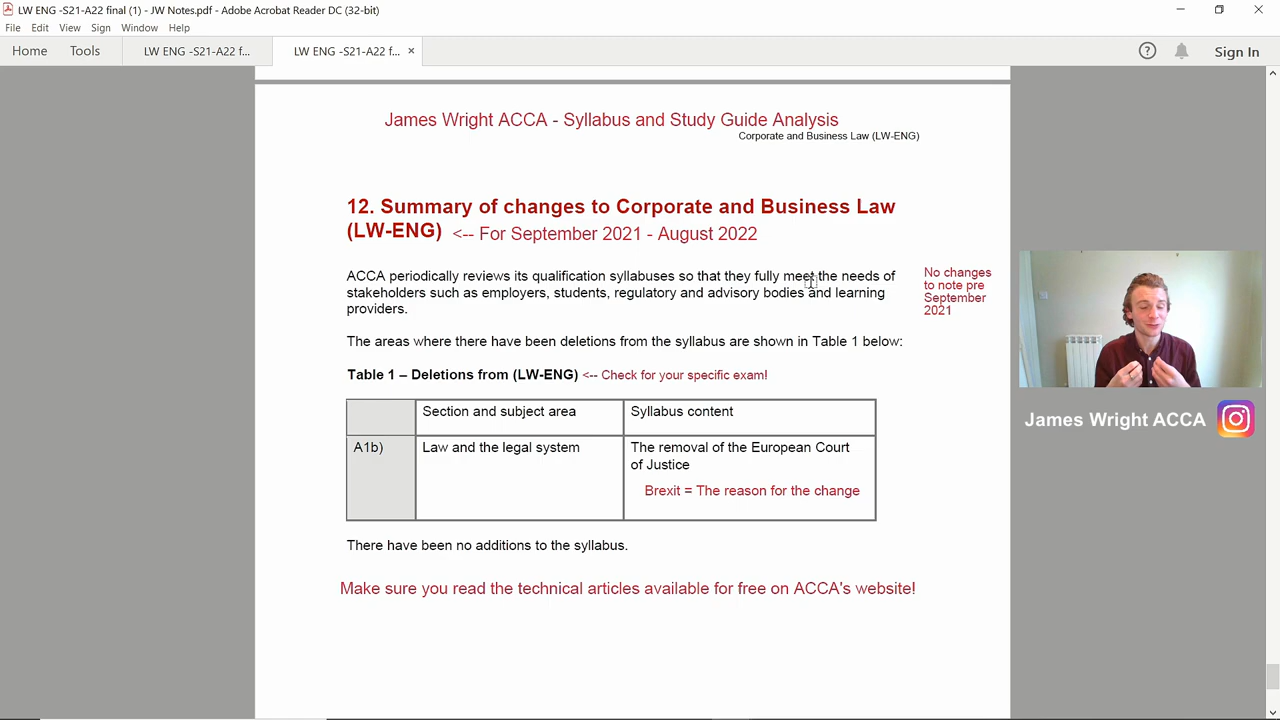 LW ENG -S21-A22 final (1) - JW Notes.pdf - Adobe Acrobat Reader DC (32-bit)
File Edit View Sign Window Help
Home Tools LW ENG -S21-A22 f... LW ENG -S21-A22 f... × ? Sign In
James Wright ACCA - Syllabus and Study Guide Analysis
Corporate and Business Law (LW-ENG)
12. Summary of changes to Corporate and Business Law
(LW-ENG) <-- For September 2021 - August 2022
ACCA periodically reviews its qualification syllabuses so that they fully meet the needs of
stakeholders such as employers, students, regulatory and advisory bodies and learning
providers.
No changes
to note pre
September
2021
The areas where there have been deletions from the syllabus are shown in Table 1 below:
Table 1 – Deletions from (LW-ENG) <-- Check for your specific exam!
Section and subject area Syllabus content
A1b) Law and the legal system The removal of the European Court
of Justice
Brexit = The reason for the change
James Wright ACCA
There have been no additions to the syllabus.
Make sure you read the technical articles available for free on ACCA's website!